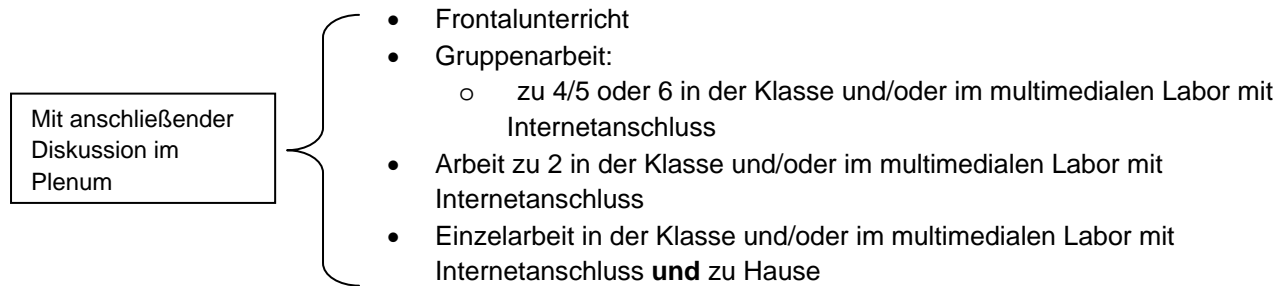 Mit anschließender
Diskussion im
Plenum
• Frontalunterricht
• Gruppenarbeit:
o zu 4/5 oder 6 in der Klasse und/oder im multimedialen Labor mit
Internetanschluss
• Arbeit zu 2 in der Klasse und/oder im multimedialen Labor mit
Internetanschluss
• Einzelarbeit in der Klasse und/oder im multimedialen Labor mit
Internetanschluss und zu Hause